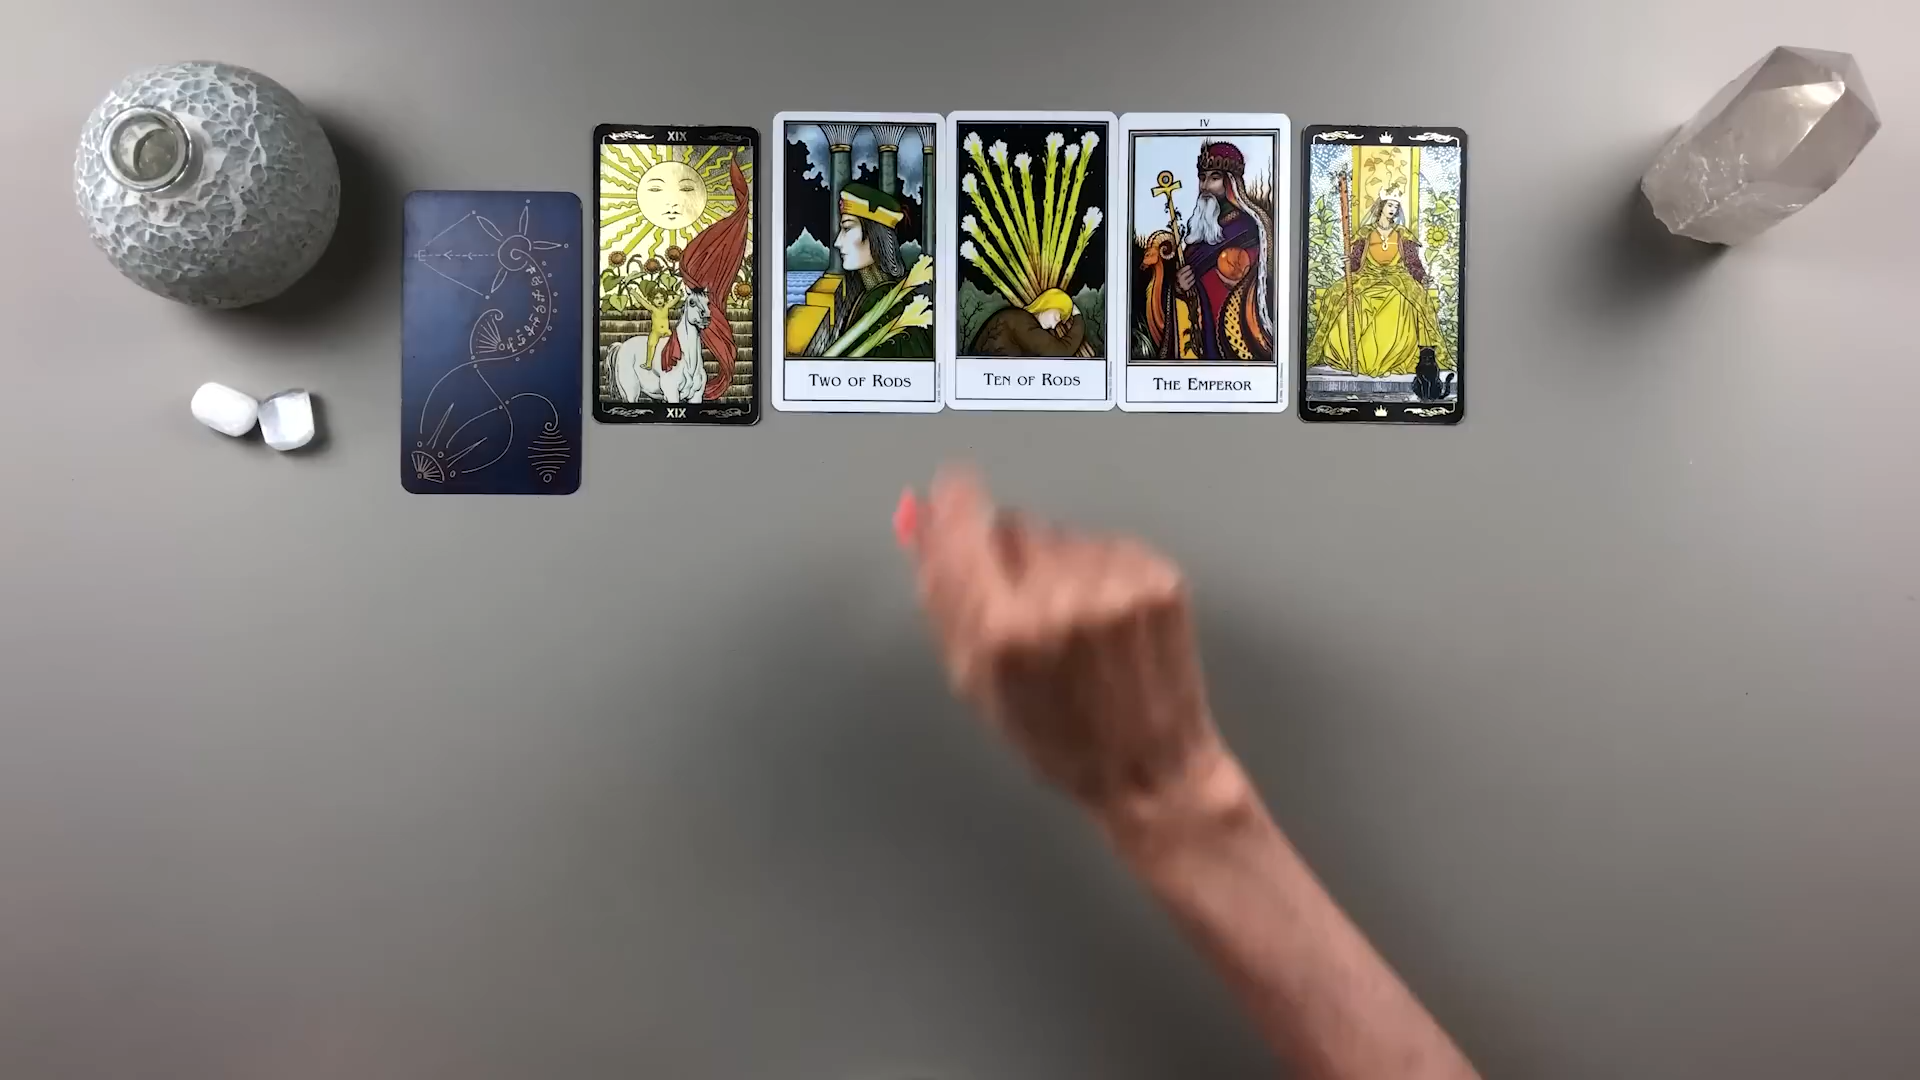 XIX
XIX
TWO OF RODS
TEN OF RODS
IV
THE EMPEROR